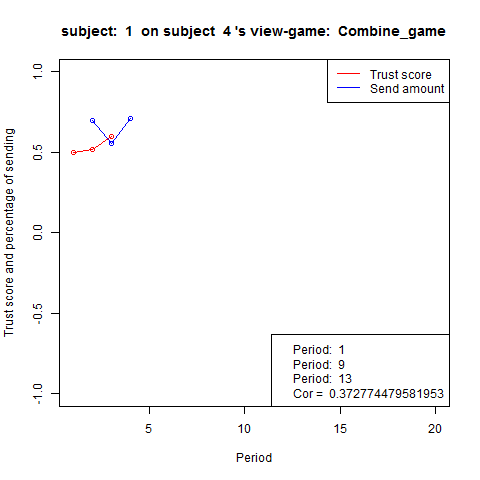 subject:  1  on subject  4 's view-game:  Combine_game
Trust score
Send amount
Trust score and percentage of sending
1.0
0.5
0.0
-0.5
-1.0
Period:  1
Period:  9
Period:  13
Cor =  0.372774479581953
5
10
15
20
Period